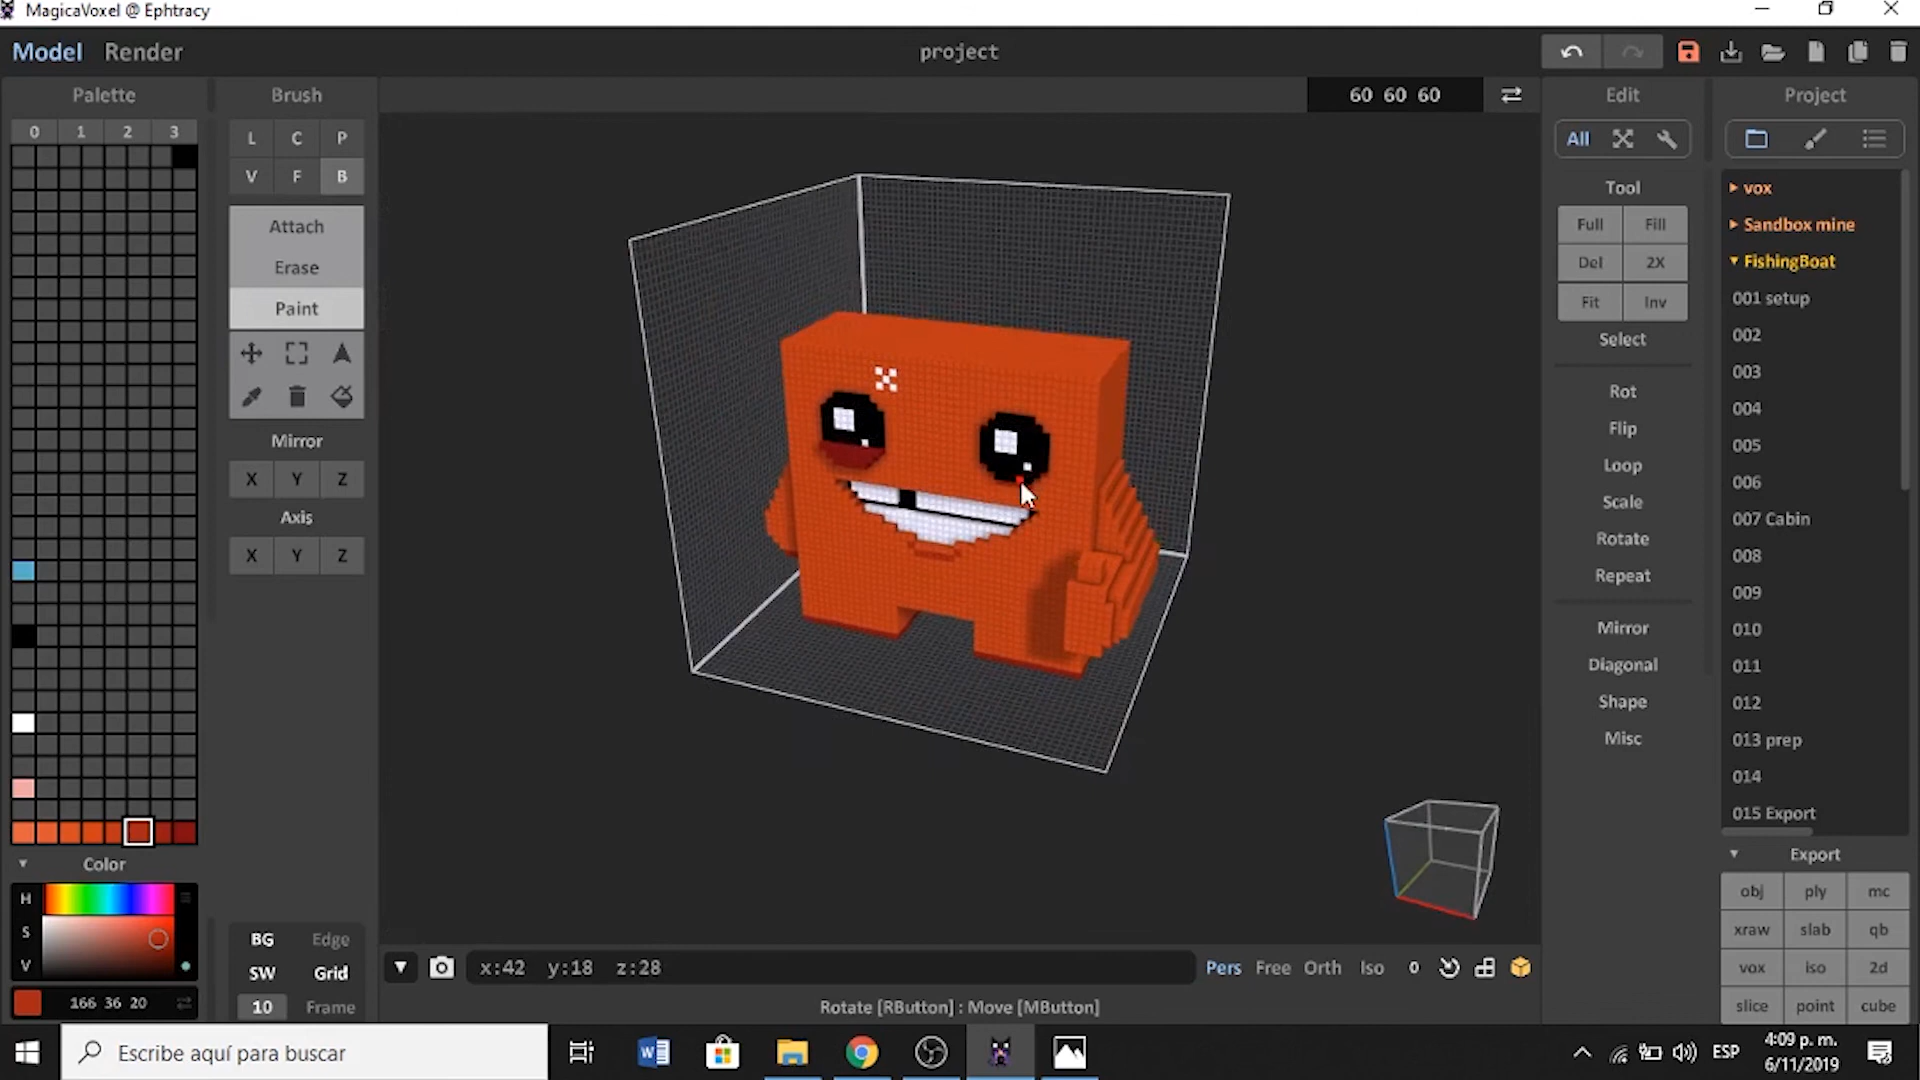 MagicaVoxel @ Ephtracy
Model Render
project
Palette
0 1 2 3
Brush
L C P
V F B
Attach
Erase
Paint
Mirror
X Y Z
Axis
X Y Z
60 60 60
Edit
All
Tool
Full Fill
Del 2X
Fit Inv
Select
Rot
Flip
Loop
Scale
Rotate
Repeat
Mirror
Diagonal
Shape
Misc
Project
vox
Sandbox mine
FishingBoat
001 setup
002
003
004
005
006
007 Cabin
008
009
010
011
012
013 prep
014
015 Export
Export
obj ply mc
xraw slab qb
vox iso 2d
slice point cube
Color
H
S
V
166 36 20
BG Edge
SW Grid
10 Frame
x:42 y:18 z:28
Pers Free Orth Iso 0
Rotate [RButton] : Move [MButton]
Escribe aquí para buscar
ESP
4:09 p. m.
6/11/2019